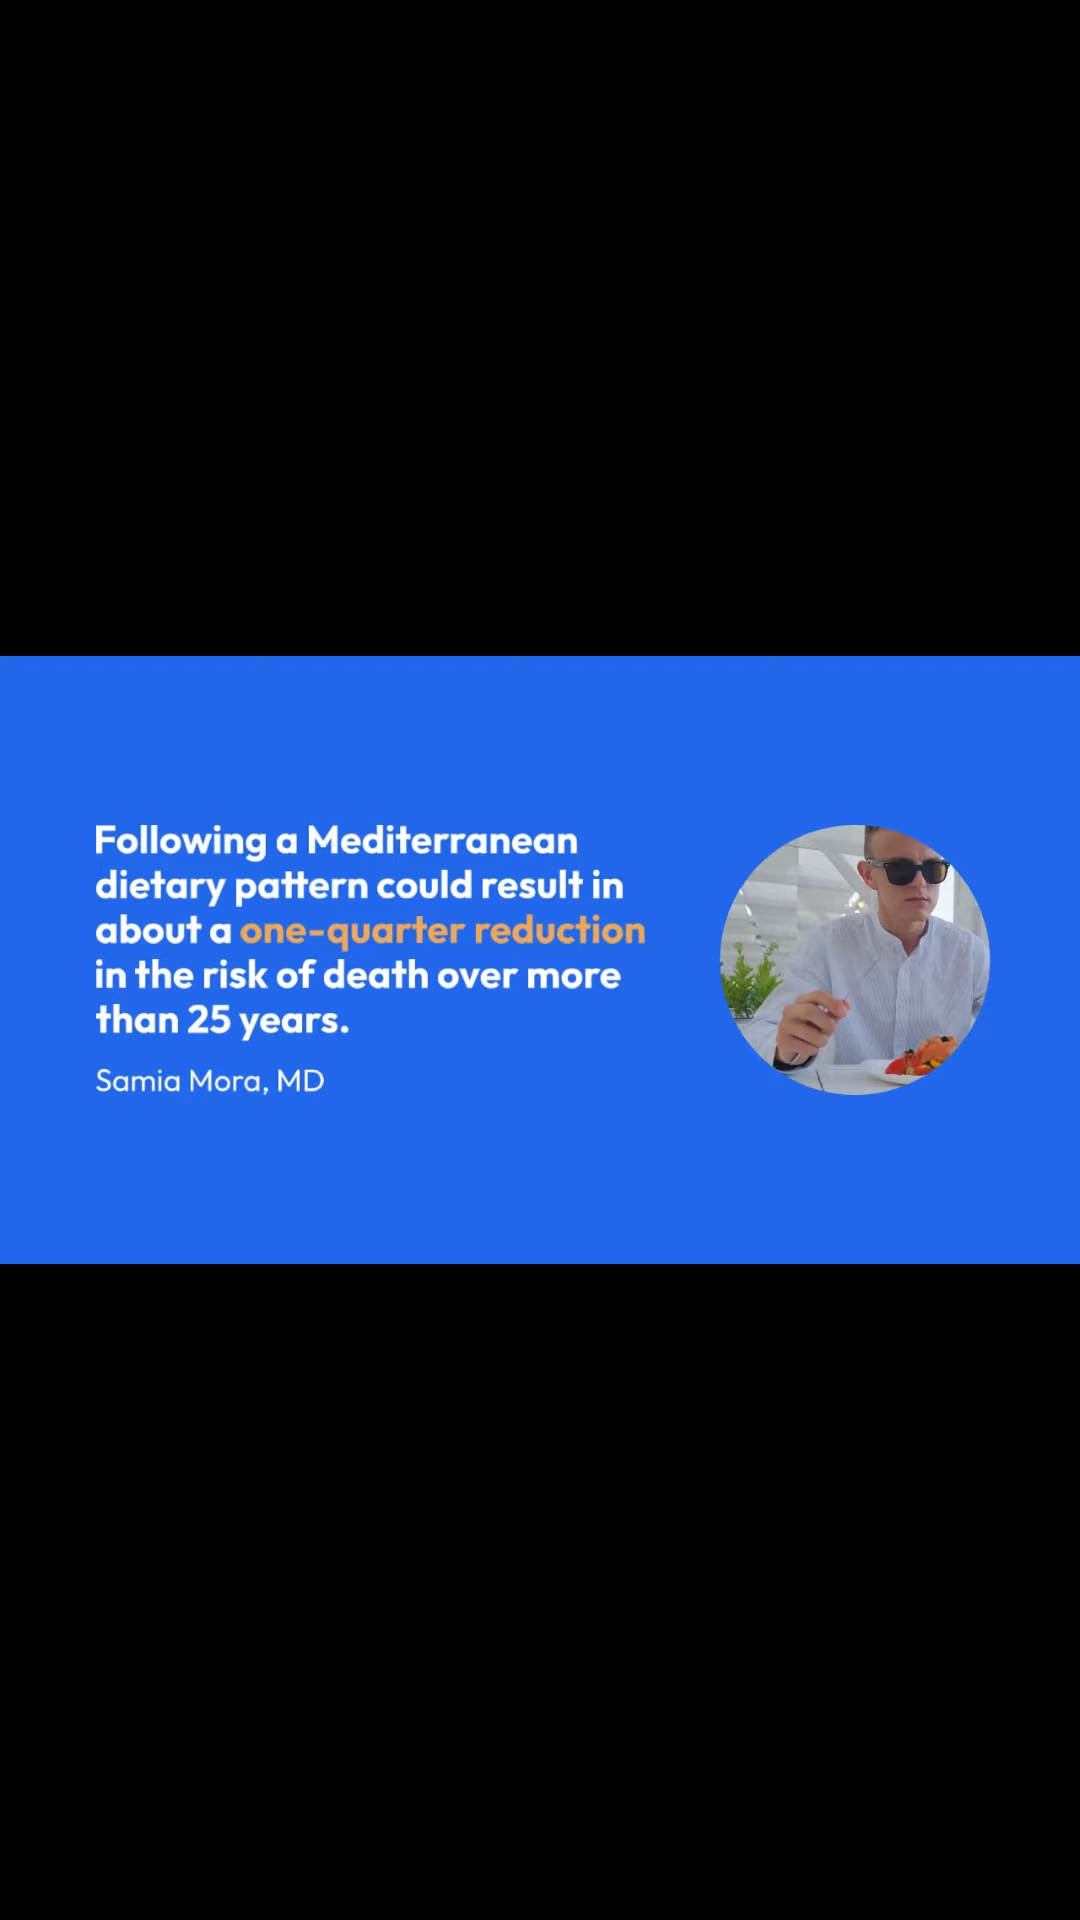 Following a Mediterranean
dietary pattern could result in
about a one-quarter reduction
in the risk of death over more
than 25 years.
Samia Mora, MD